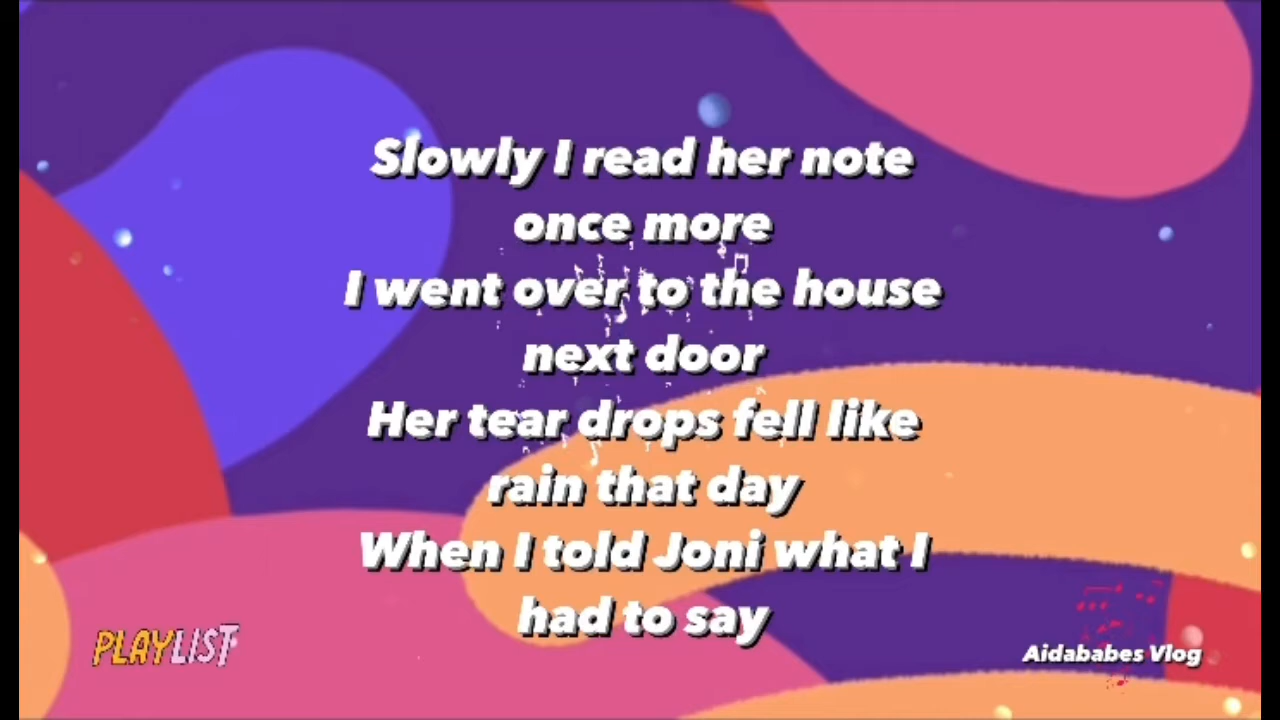 Slowly I read her note
once more
I went over to the house
next door
Her tear drops fell like
rain that day
When I told Joni what I
had to say
PLAYLIST
Aidababes Vlog